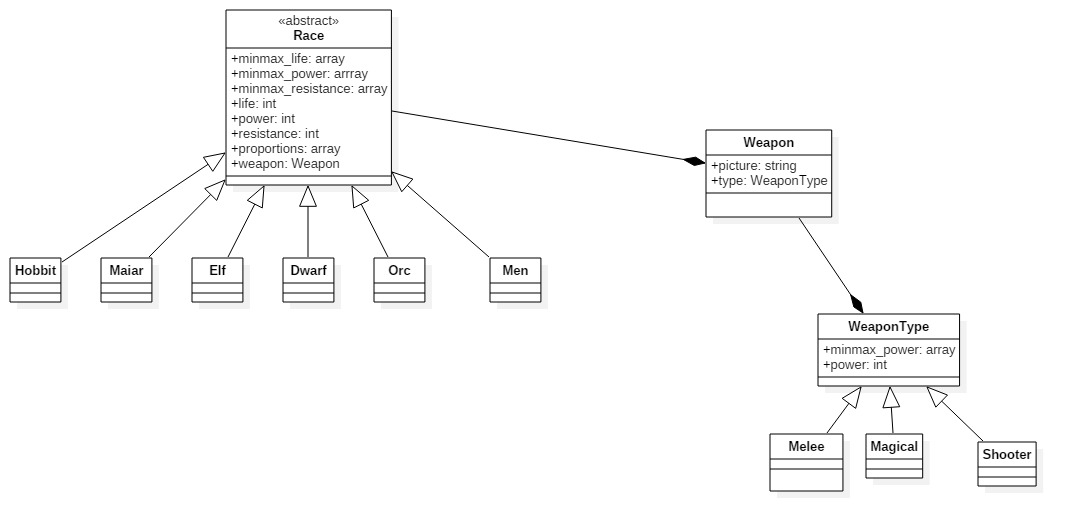 «abstract»
Race
+minmax_life: array
+minmax_power: arrray
+minmax_resistance: array
+life: int
+power: int
+resistance: int
+proportions: array
+weapon: Weapon
Weapon
+picture: string
+type: WeaponType
Hobbit
Maiar
Elf
Dwarf
Orc
Men
WeaponType
+minmax_power: array
+power: int
Melee
Magical
Shooter